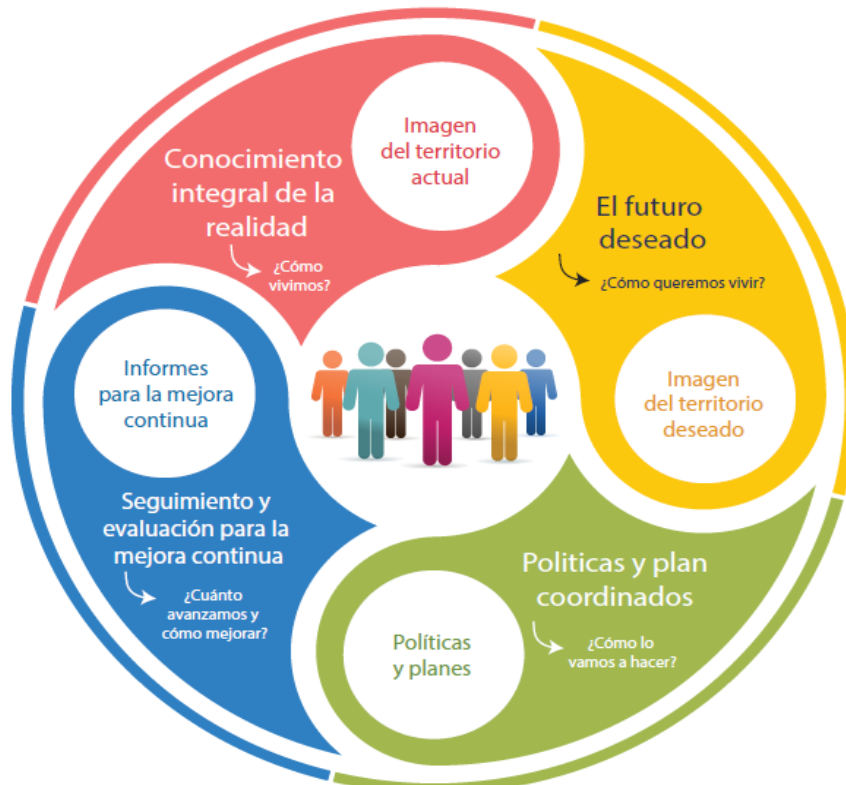 Conocimiento
integral de la
realidad
¿Cómo
vivimos?
Imagen
del territorio
actual
El futuro
deseado
¿Cómo queremos vivir?
Imagen
del territorio
deseado
Politicas y plan
coordinados
¿Cómo lo
vamos a hacer?
Políticas
y planes
Seguimiento y
evaluación para la
mejora continua
¿Cuánto
avanzamos y
cómo mejorar?
Informes
para la mejora
continua